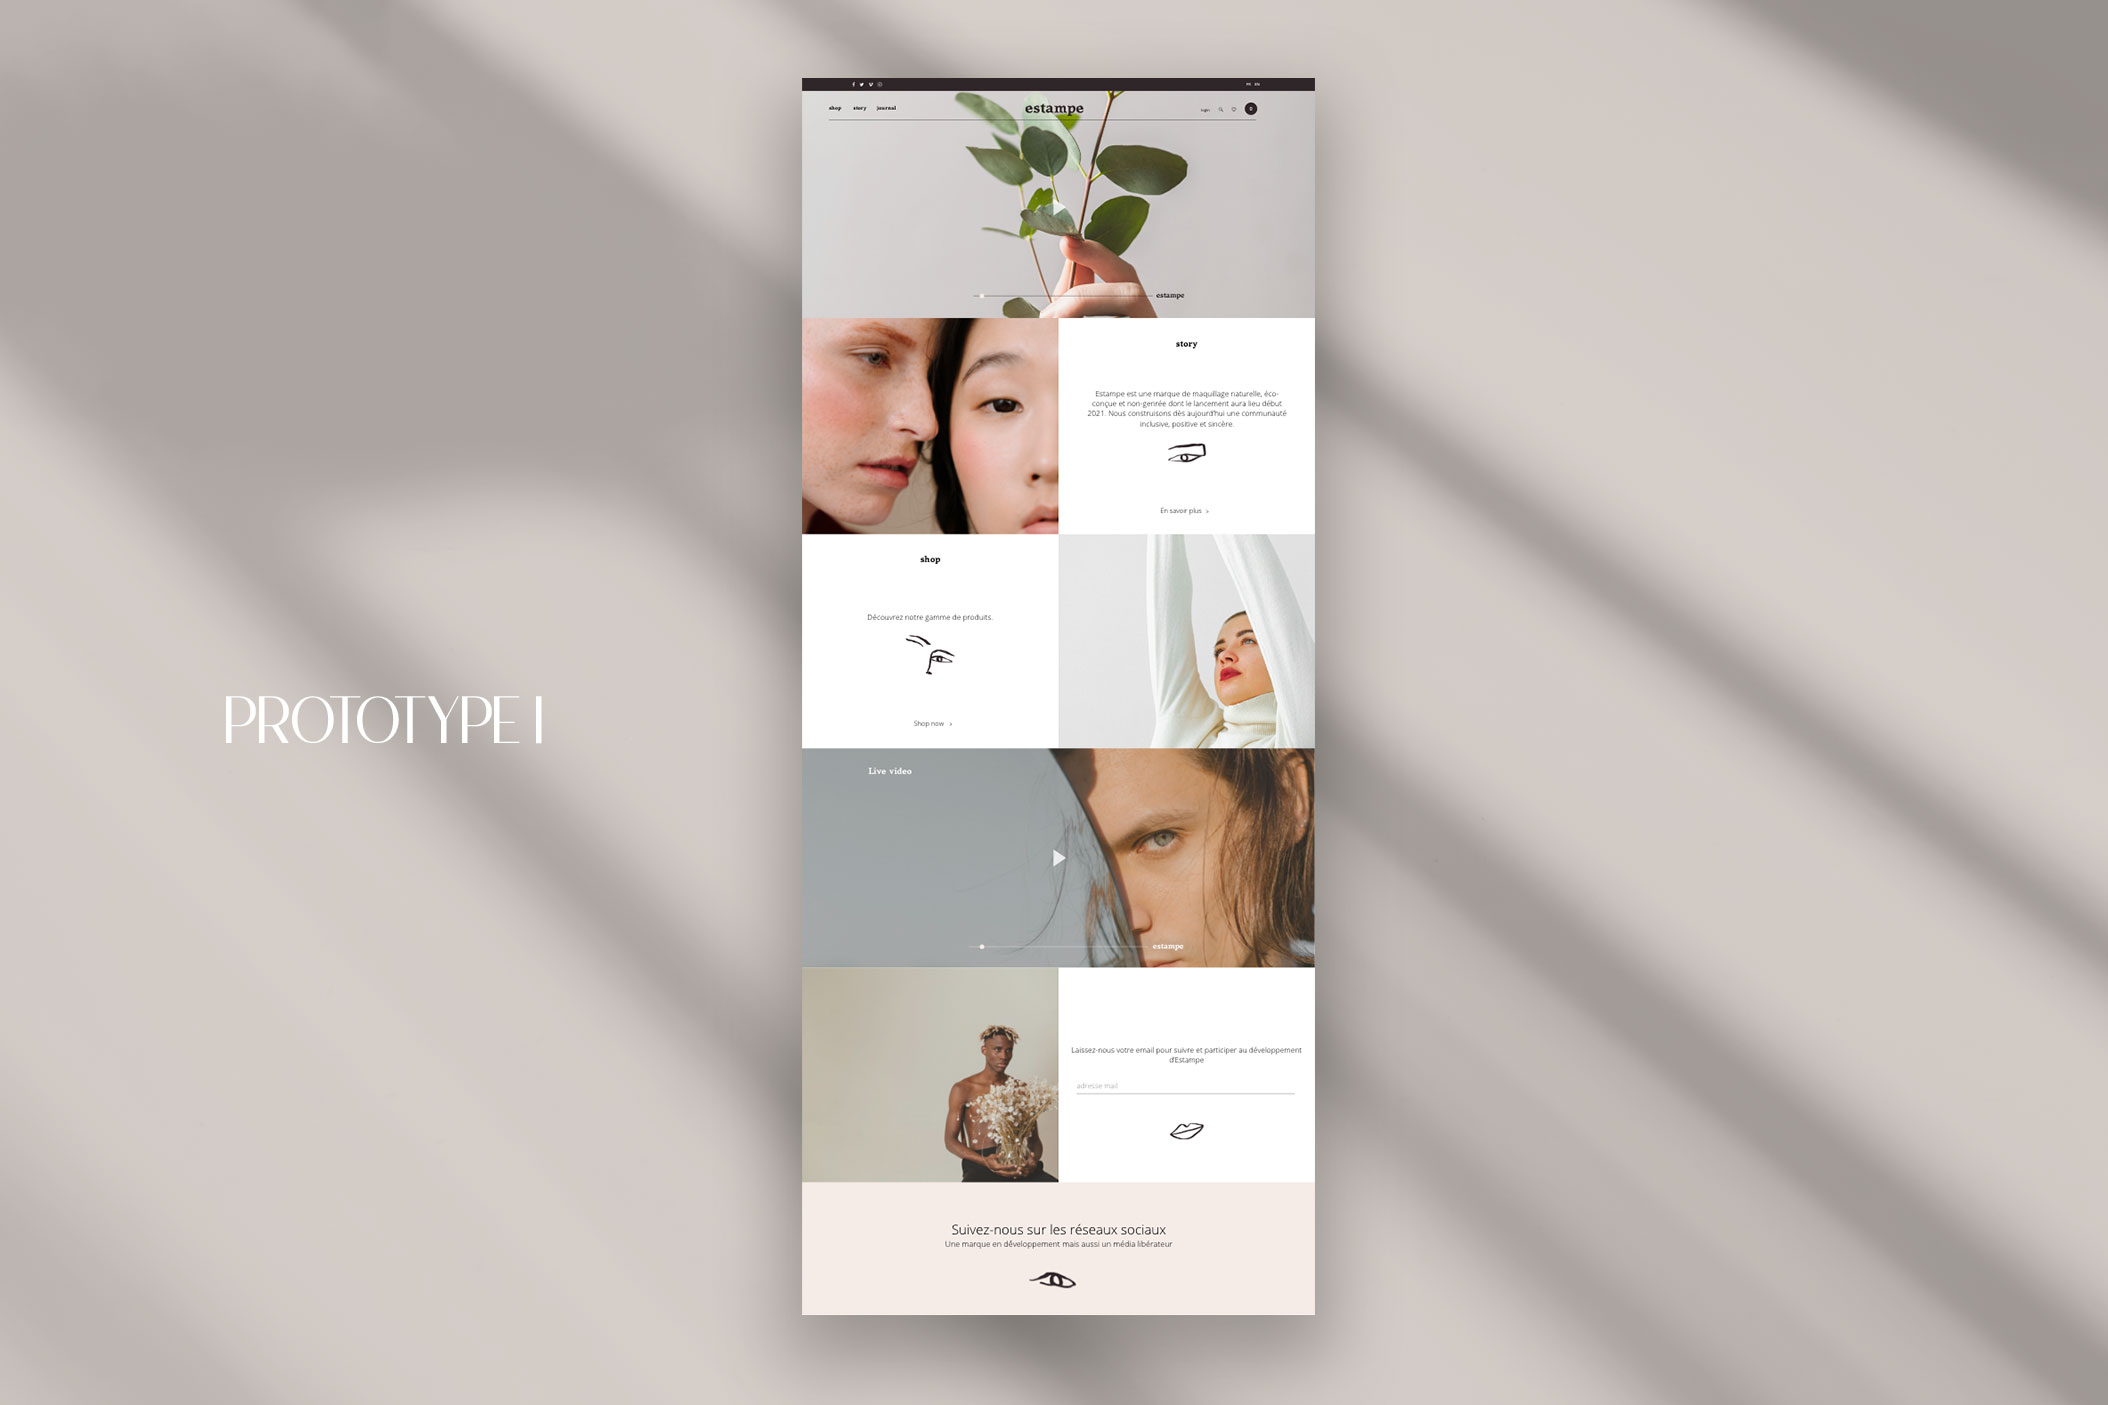 FR EN
shop story journal
estampe
login
0
estampe
story
Estampe est une marque de maquillage naturelle, éco-
conçue et non-genrée dont le lancement aura lieu début
2021. Nous construisons dès aujourd'hui une communauté
inclusive, positive et sincère.
En savoir plus >
shop
Découvrez notre gamme de produits.
Shop now >
PROTOTYPE I
Live video
estampe
Laissez-nous votre email pour suivre et participer au développement
d'Estampe
adresse mail
Suivez-nous sur les réseaux sociaux
Une marque en développement mais aussi un média libérateur